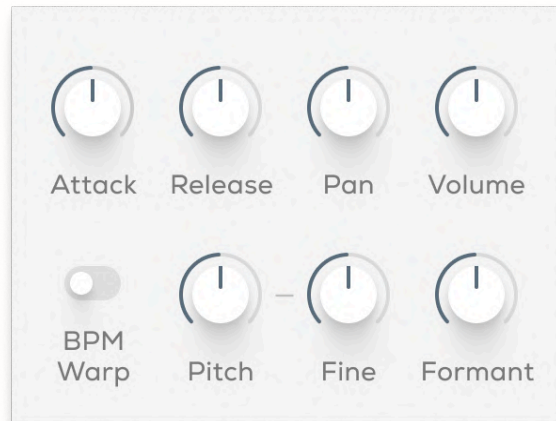 Attack Release Pan Volume
BPM
Warp Pitch Fine Formant